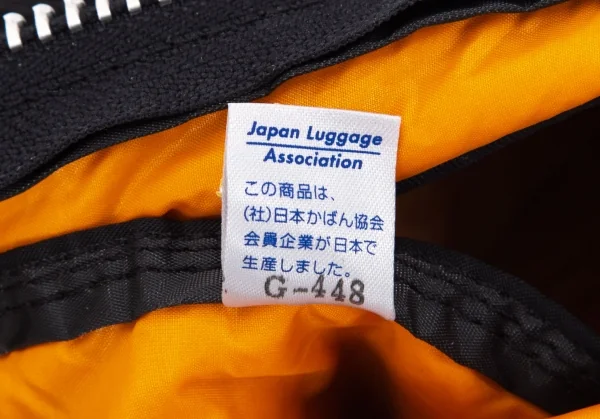 Japan Luggage
Association
この商品は、
(社)日本かばん協会
会員企業が日本で
生産しました。
G-448